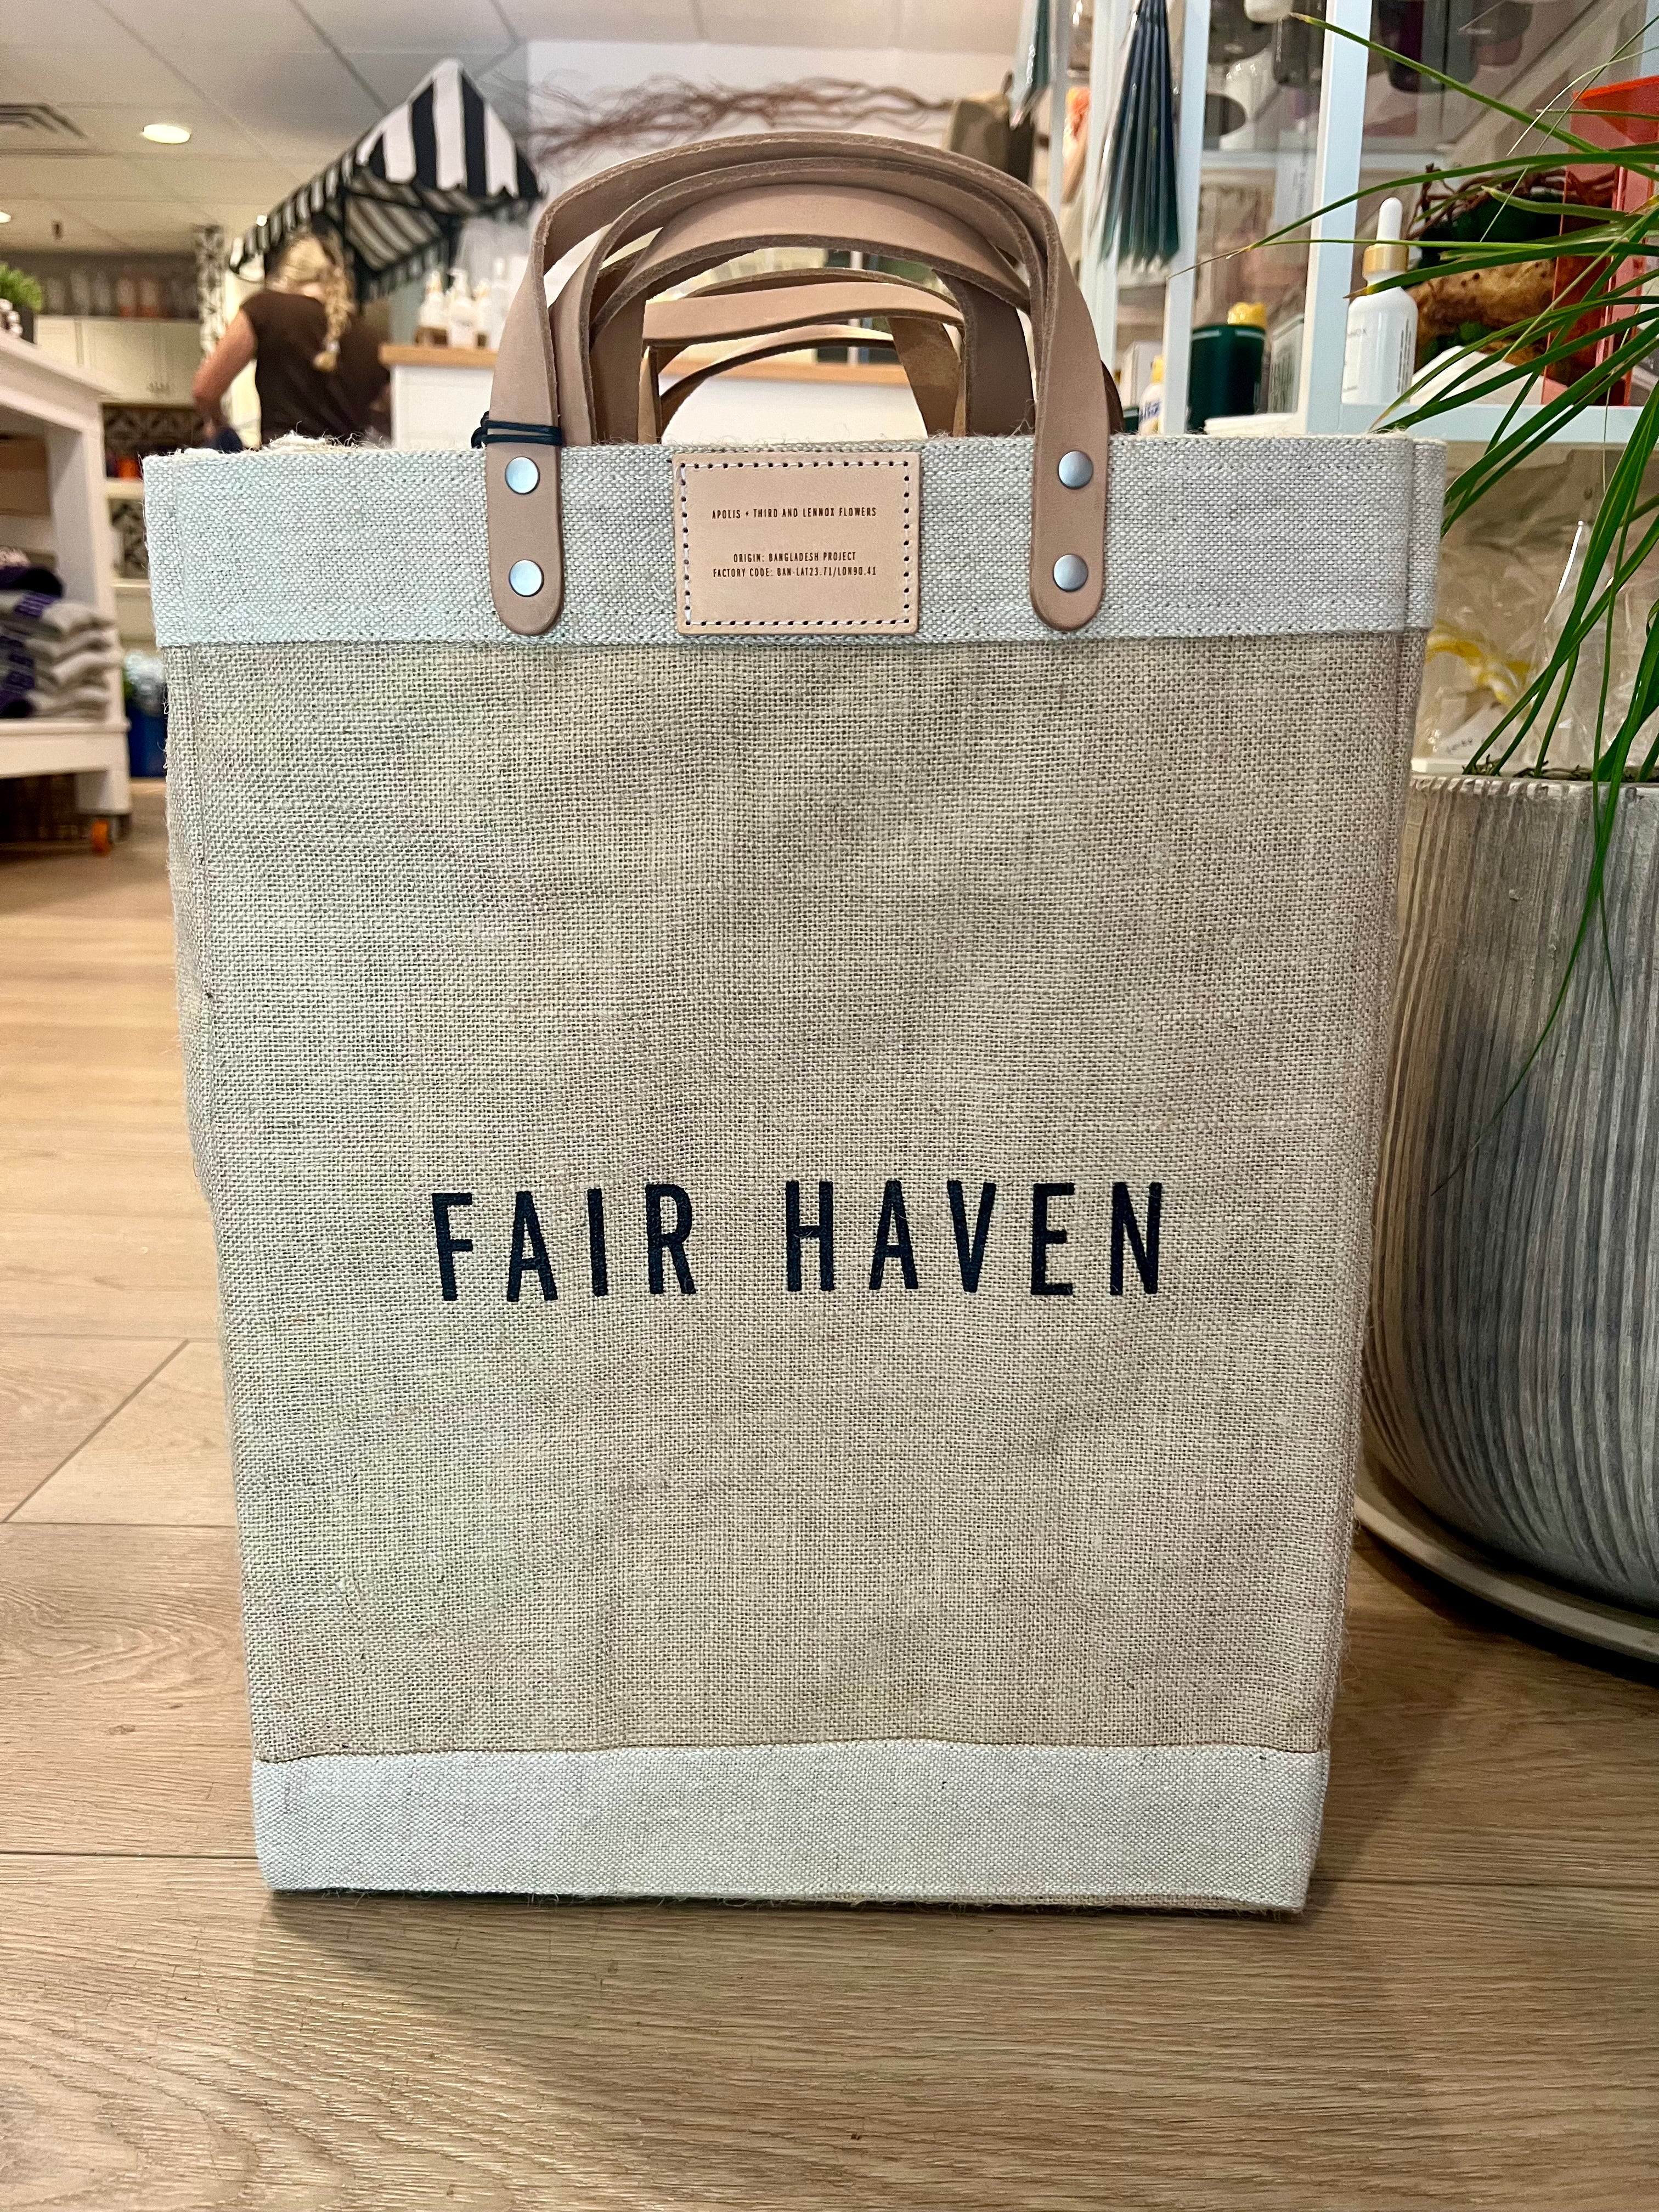 APOLIS + THIRD AND LENNOX FLOWERS
ORIGIN: BANGLADESH PROJECT
FACTORY CODE: BAN-LAT23.71/LON90.41
FAIR HAVEN